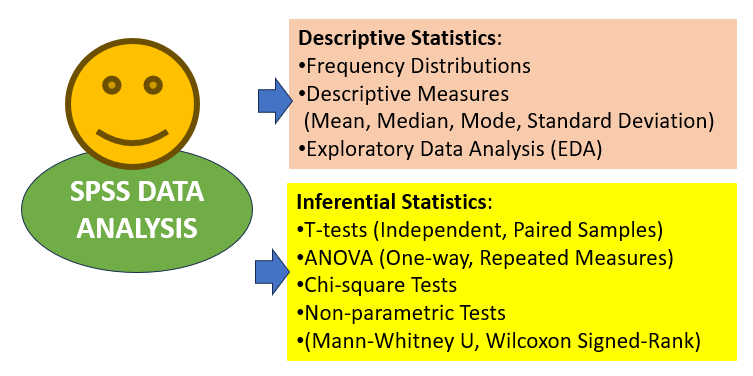 SPSS DATA
ANALYSIS
Descriptive Statistics:
•Frequency Distributions
•Descriptive Measures
(Mean, Median, Mode, Standard Deviation)
•Exploratory Data Analysis (EDA)
Inferential Statistics:
•T-tests (Independent, Paired Samples)
•ANOVA (One-way, Repeated Measures)
•Chi-square Tests
•Non-parametric Tests
•(Mann-Whitney U, Wilcoxon Signed-Rank)